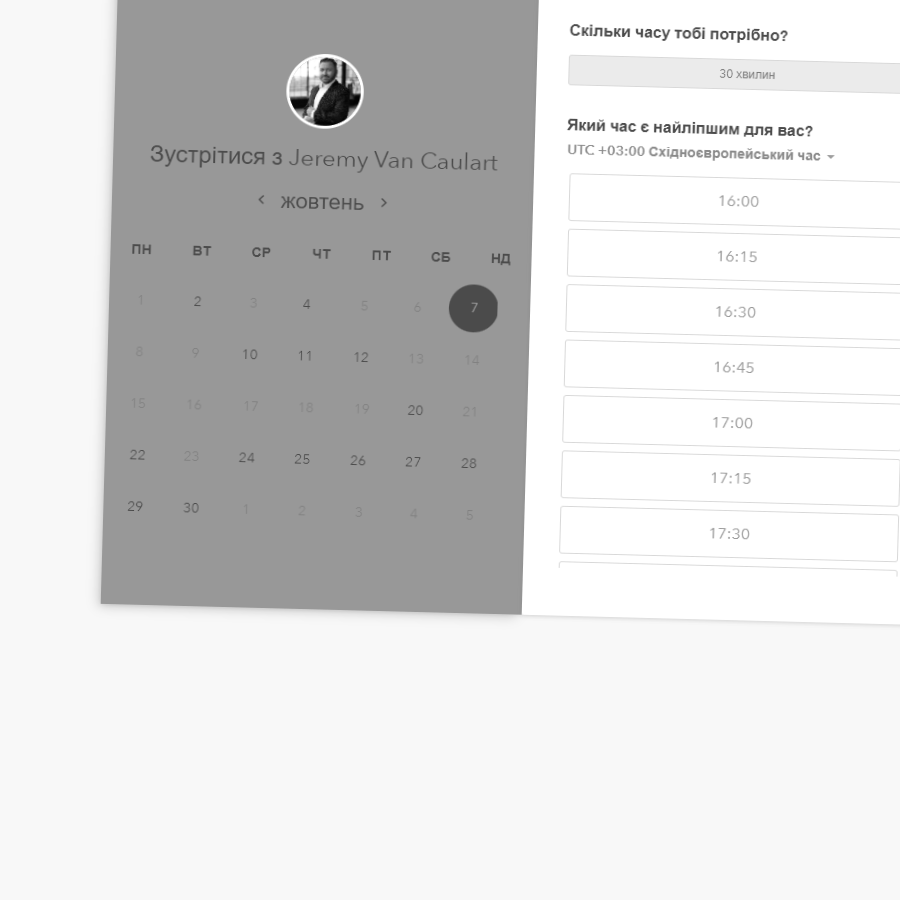 Зустрітися з Jeremy Van Caulart
жовтень
ПН ВТ СР ЧТ ПТ СБ НД
1 2 3 4 5 6 7
8 9 10 11 12 13 14
15 16 17 18 19 20 21
22 23 24 25 26 27 28
29 30 1 2 3 4 5
Скільки часу тобі потрібно?
30 хвилин
Який час є найліпшим для вас?
UTC +03:00 Східноєвропейський час
16:00
16:15
16:30
16:45
17:00
17:15
17:30